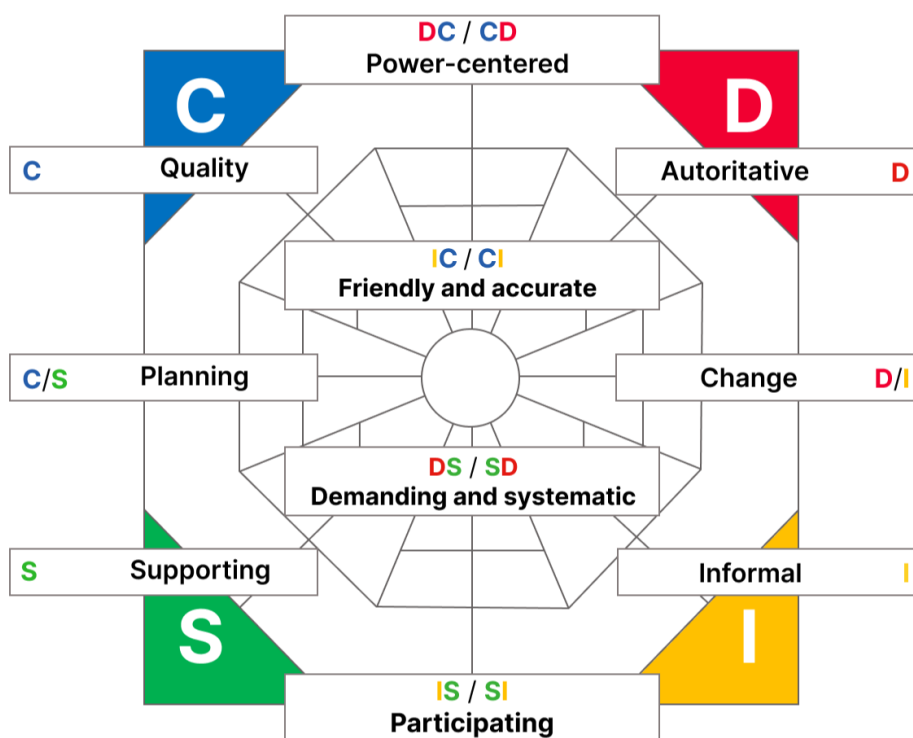 DC / CD
Power-centered
C
D
C Quality
Autoritative D
IC / CI
Friendly and accurate
C/S Planning
Change D/I
DS / SD
Demanding and systematic
S Supporting
Informal I
S
I
IS / SI
Participating